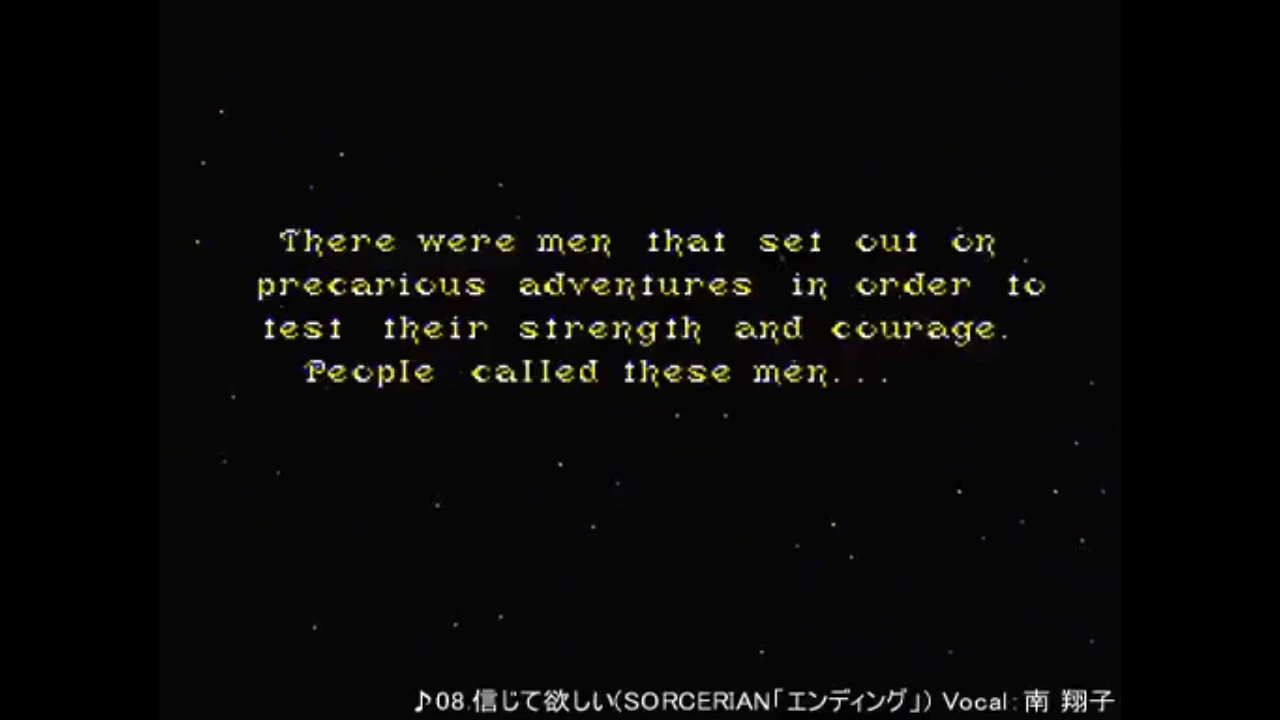 There were men that set out on
precarious adventures in order to
test their strength and courage.
People called these men...
♪08.信じて欲しい(SORCERIAN「エンディング」) Vocal:南 翔子